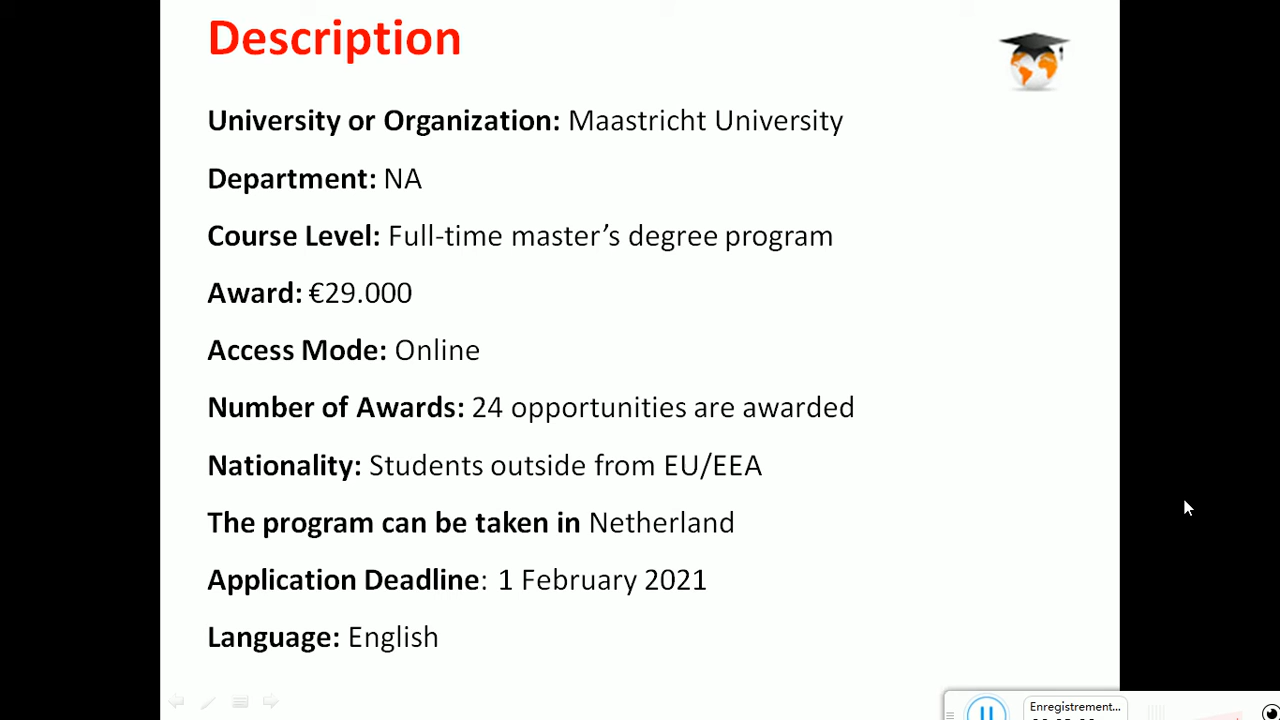 Description
University or Organization: Maastricht University
Department: NA
Course Level: Full-time master’s degree program
Award: €29.000
Access Mode: Online
Number of Awards: 24 opportunities are awarded
Nationality: Students outside from EU/EEA
The program can be taken in Netherland
Application Deadline: 1 February 2021
Language: English
Enregistrement...